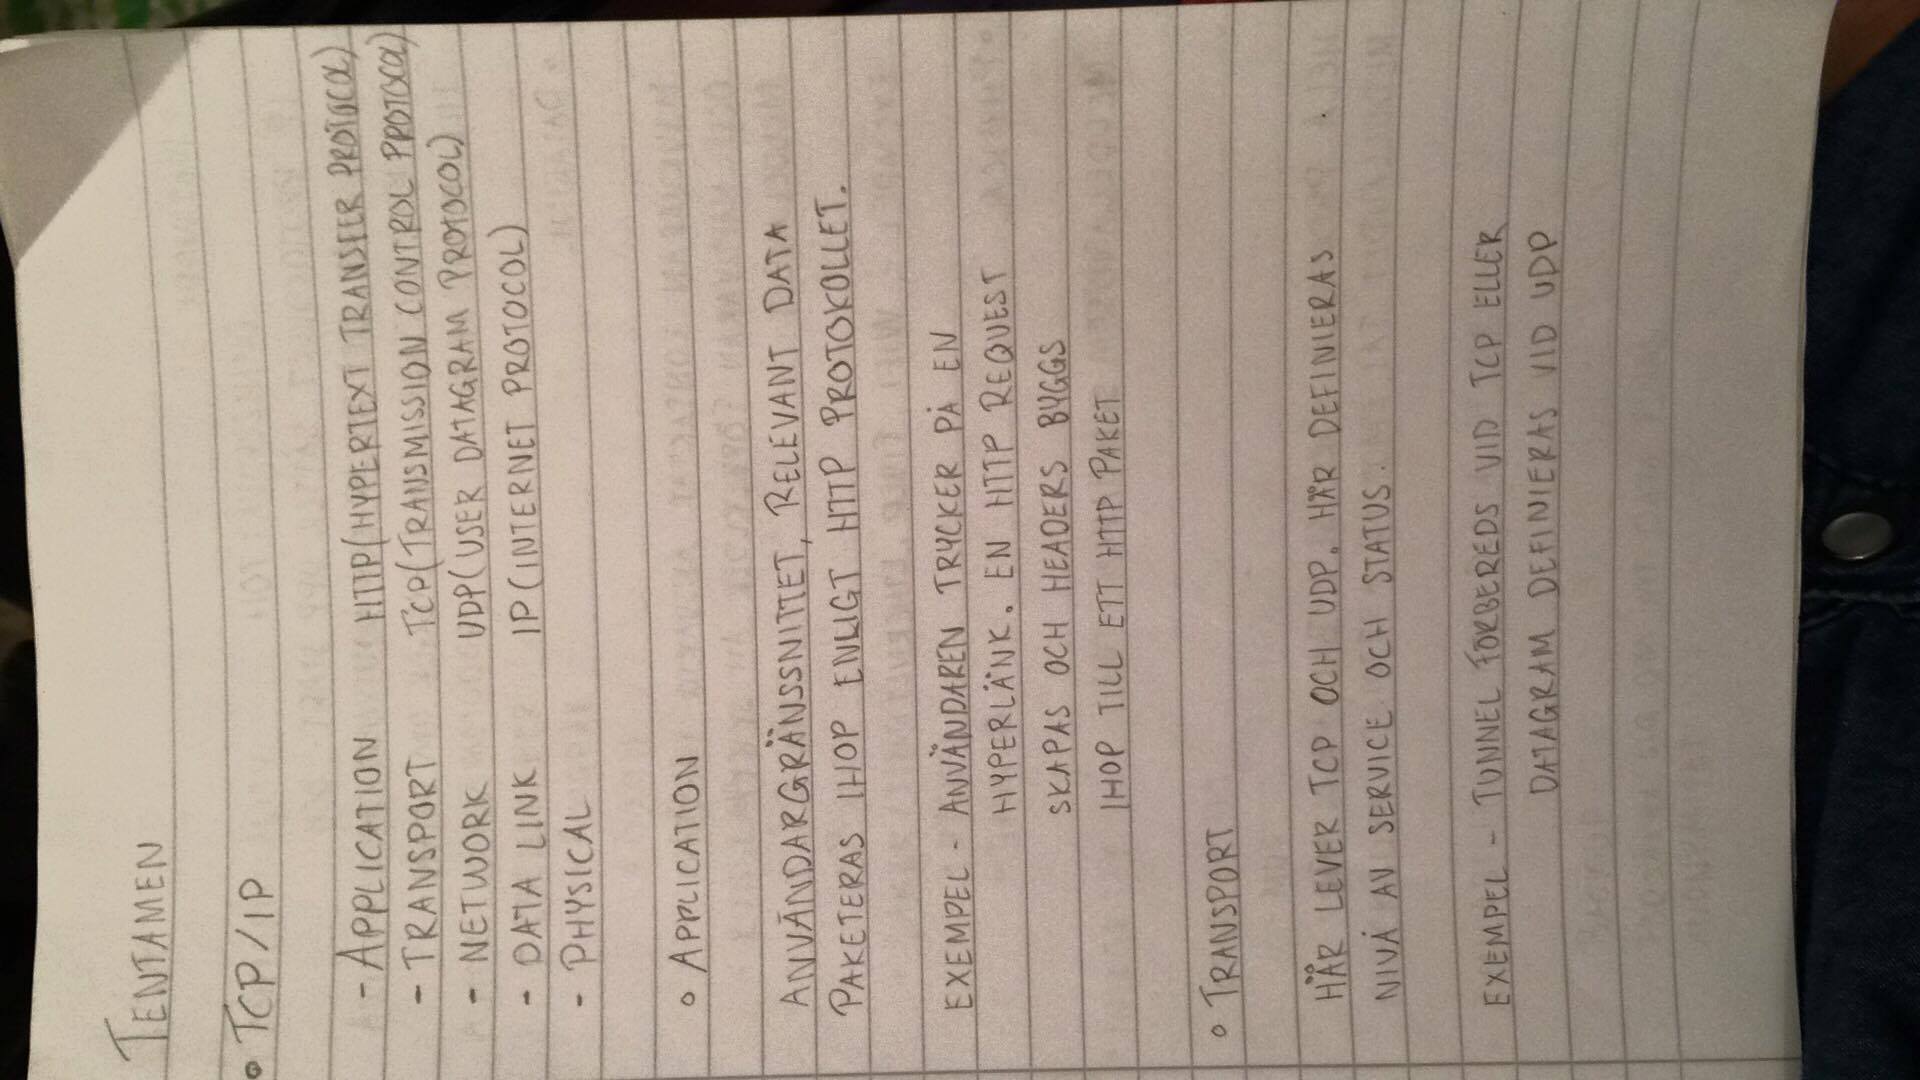 TENTAMEN
• TCP/IP
- APPLICATION HTTP(HYPERTEXT TRANSFER PROTOCOL)
- TRANSPORT TCP(TRANSMISSION CONTROL PROTOCOL)
- NETWORK UDP(USER DATAGRAM PROTOCOL)
- DATA LINK IP(INTERNET PROTOCOL)
- PHYSICAL
◦ APPLICATION
ANVÄNDARGRÄNSSNITTET, RELEVANT DATA
PAKETERAS IHOP ENLIGT HTTP PROTOKOLLET.
EXEMPEL - ANVÄNDAREN TRYCKER PÅ EN
HYPERLÄNK. EN HTTP REQUEST
SKAPAS OCH HEADERS BYGGS
IHOP TILL ETT HTTP PAKET
◦ TRANSPORT
HÄR LEVER TCP OCH UDP. HÄR DEFINIERAS
NIVÅ AV SERVICE OCH STATUS.
EXEMPEL - TUNNEL FÖRBEREDS VID TCP ELLER
DATAGRAM DEFINIERAS VID UDP